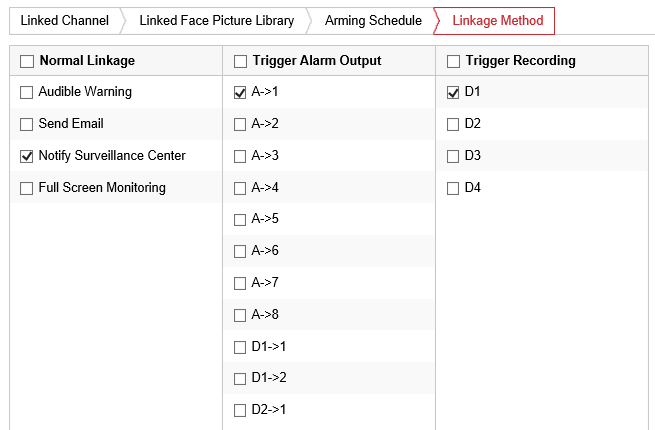 Linked Channel Linked Face Picture Library Arming Schedule Linkage Method
Normal Linkage Trigger Alarm Output Trigger Recording
Audible Warning A->1 D1
Send Email A->2 D2
Notify Surveillance Center A->3 D3
Full Screen Monitoring A->4 D4
A->5
A->6
A->7
A->8
D1->1
D1->2
D2->1